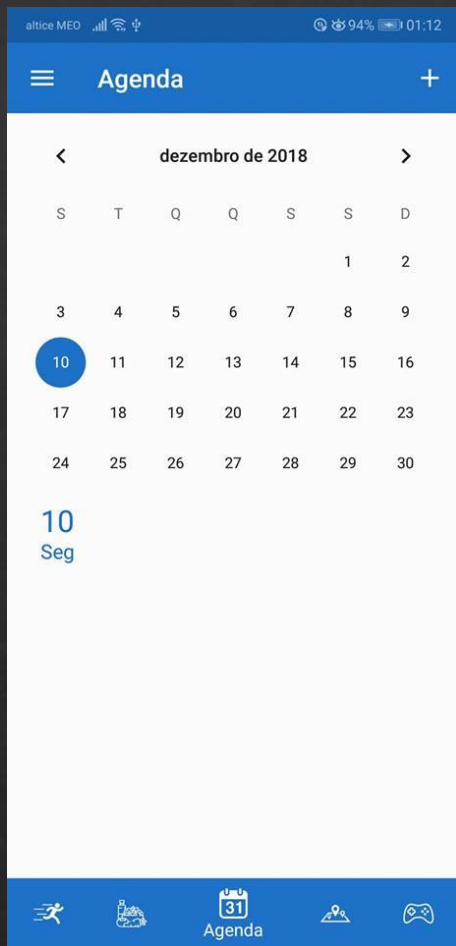 altice MEO 94% 01:12
Agenda
dezembro de 2018
S T Q Q S S D
1 2
3 4 5 6 7 8 9
10 11 12 13 14 15 16
17 18 19 20 21 22 23
24 25 26 27 28 29 30
10
Seg
31
Agenda